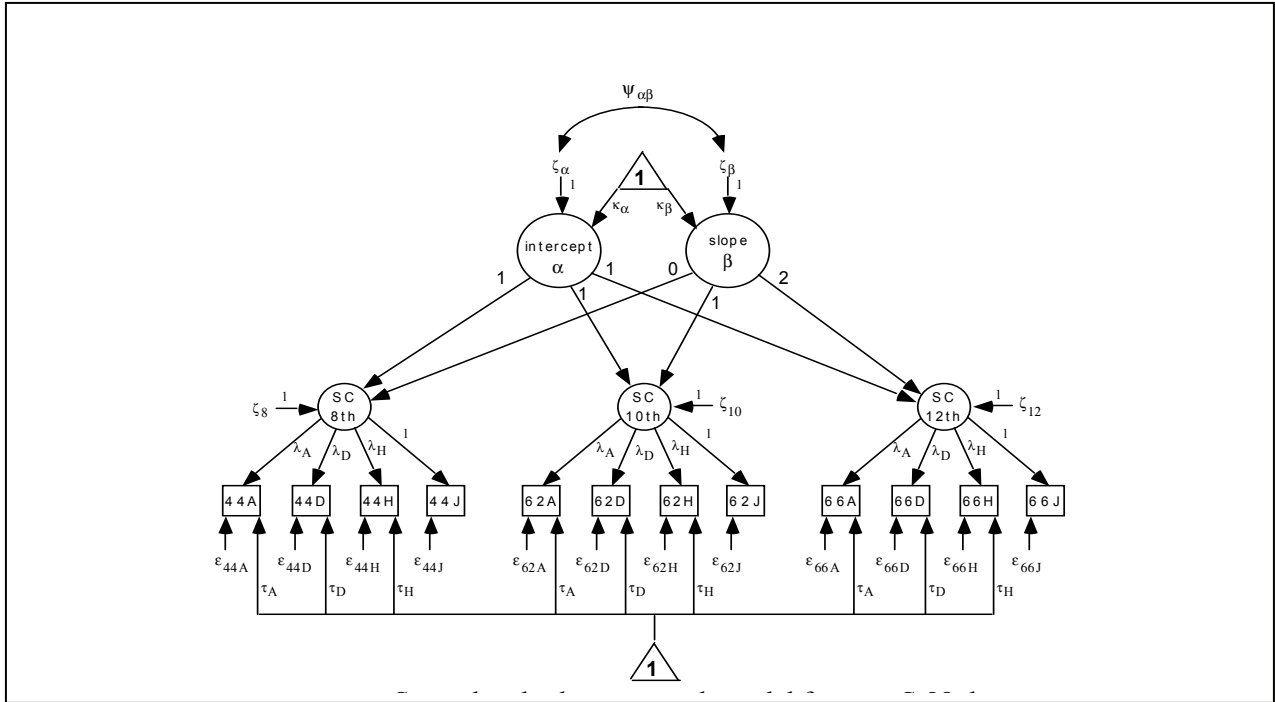 ψαβ
ζα ζβ
1 1 1
κα κβ
intercept slope
α β
1 1 1 0 1 2
SC SC SC
8th 10th 12th
ζ8 1 1 ζ10 1 ζ12
λA λD λH 1 λA λD λH 1 λA λD λH 1
44A 44D 44H 44J 62A 62D 62H 62J 66A 66D 66H 66J
ε44A ε44D ε44H ε44J ε62A ε62D ε62H ε62J ε66A ε66D ε66H ε66J
τA τD τH τA τD τH τA τD τH
1